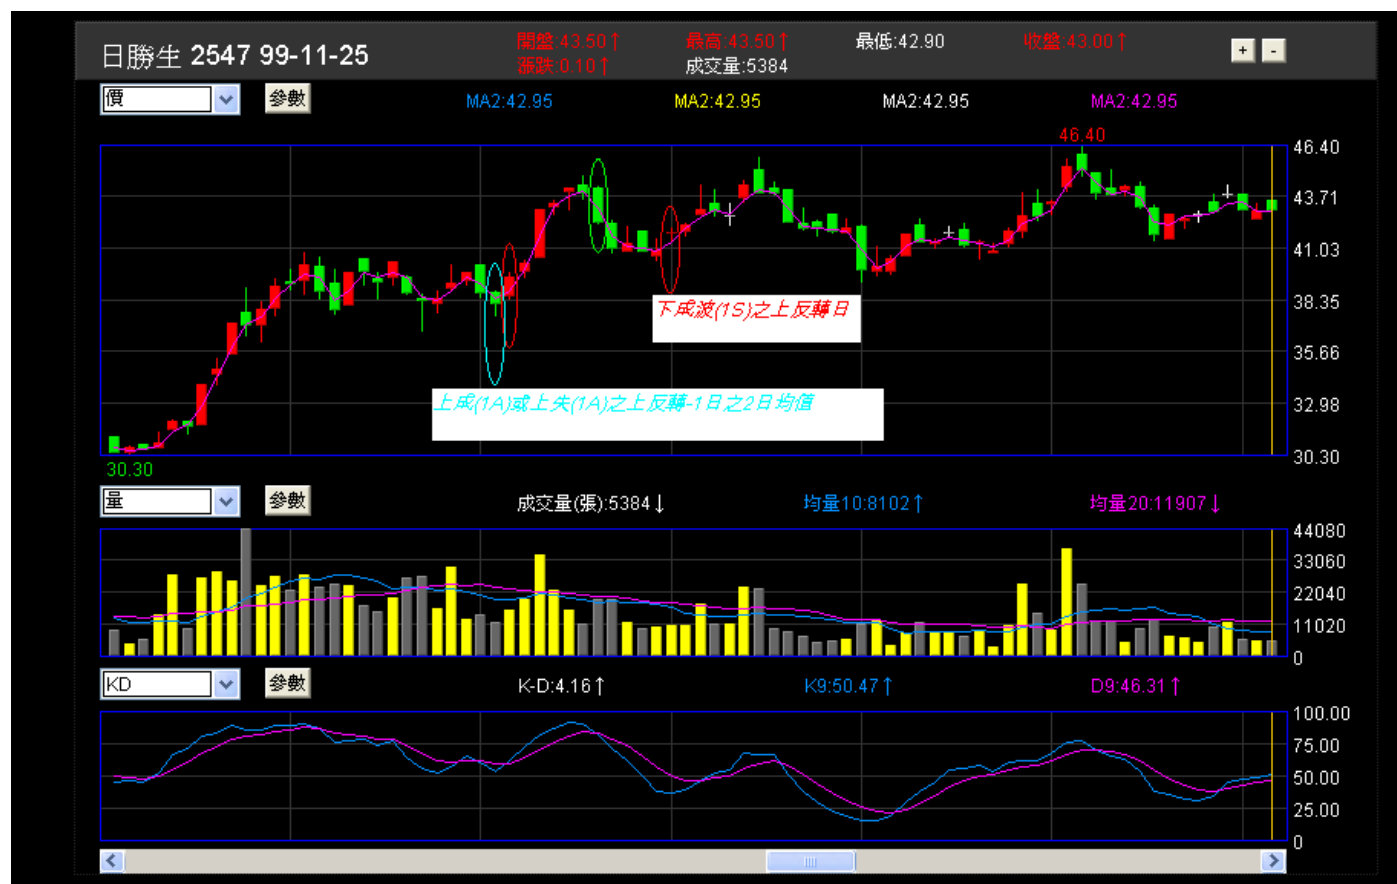 日勝生 2547 99-11-25
開盤:43.50↑
最高:43.50↑
最低:42.90
收盤:43.00↑
漲跌:0.10↑
成交量:5384
+
-
價
參數
MA2:42.95
MA2:42.95
MA2:42.95
MA2:42.95
46.40
46.40
43.71
41.03
38.35
35.66
32.98
30.30
下成波(1S)之上反轉日
上成(1A)或上失(1A)之上反轉-1日之2日均值
30.30
量
參數
成交量(張):5384↓
均量10:8102↑
均量20:11907↓
44080
33060
22040
11020
0
KD
參數
K-D:4.16↑
K9:50.47↑
D9:46.31↑
100.00
75.00
50.00
25.00
0